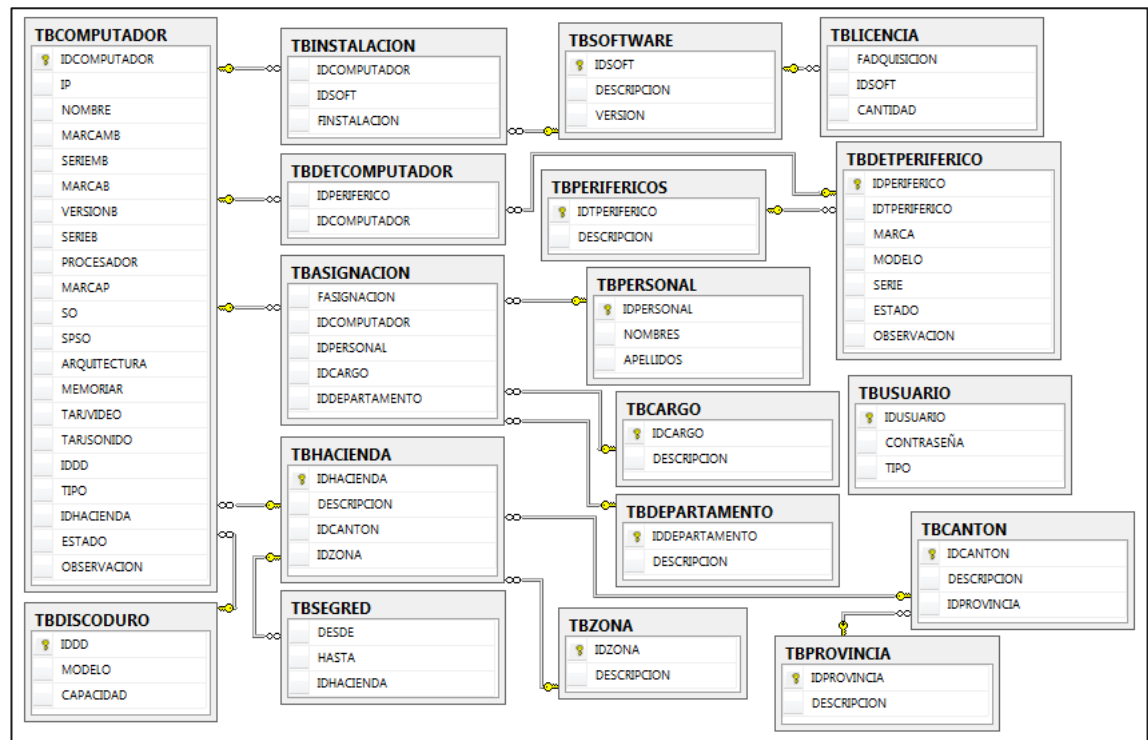 TBCOMPUTADOR
IDCOMPUTADOR
IP
NOMBRE
MARCAMB
SERIEMB
MARCAB
VERSIONB
SERIEB
PROCESADOR
MARCAP
SO
SPSO
ARQUITECTURA
MEMORIAR
TARJVIDEO
TARJSONIDO
IDDD
TIPO
IDHACIENDA
ESTADO
OBSERVACION
TBDISCODURO
IDDD
MODELO
CAPACIDAD
TBINSTALACION
IDCOMPUTADOR
IDSOFT
FINSTALACION
TBDETCOMPUTADOR
IDPERIFERICO
IDCOMPUTADOR
TBASIGNACION
FASIGNACION
IDCOMPUTADOR
IDPERSONAL
IDCARGO
IDDEPARTAMENTO
TBHACIENDA
IDHACIENDA
DESCRIPCION
IDCANTON
IDZONA
TBSEGRED
DESDE
HASTA
IDHACIENDA
TBSOFTWARE
IDSOFT
DESCRIPCION
VERSION
TBPERIFERICOS
IDTPERIFERICO
DESCRIPCION
TBPERSONAL
IDPERSONAL
NOMBRES
APELLIDOS
TBCARGO
IDCARGO
DESCRIPCION
TBDEPARTAMENTO
IDDEPARTAMENTO
DESCRIPCION
TBZONA
IDZONA
DESCRIPCION
TBLICENCIA
FADQUISICION
IDSOFT
CANTIDAD
TBDETPERIFERICO
IDPERIFERICO
IDTPERIFERICO
MARCA
MODELO
SERIE
ESTADO
OBSERVACION
TBUSUARIO
IDUSUARIO
CONTRASEÑA
TIPO
TBCANTON
IDCANTON
DESCRIPCION
IDPROVINCIA
TBPROVINCIA
IDPROVINCIA
DESCRIPCION